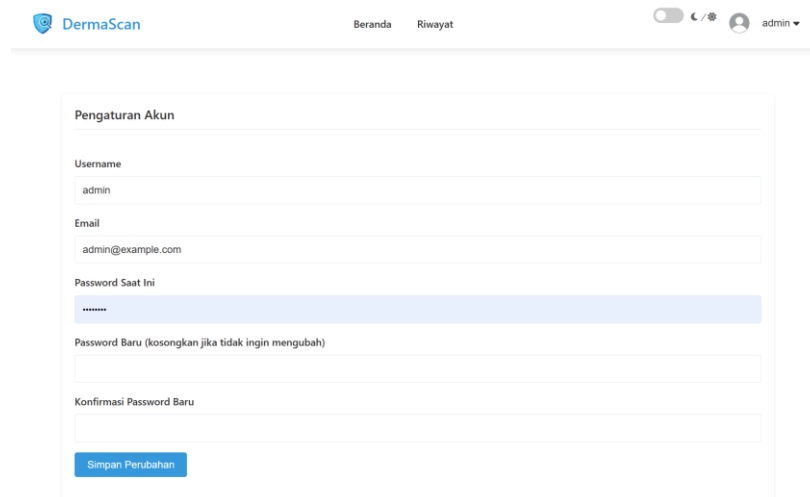 DermaScan
Beranda Riwayat
/
admin
Pengaturan Akun
Username
admin
Email
admin@example.com
Password Saat Ini
••••••••
Password Baru (kosongkan jika tidak ingin mengubah)
Konfirmasi Password Baru
Simpan Perubahan